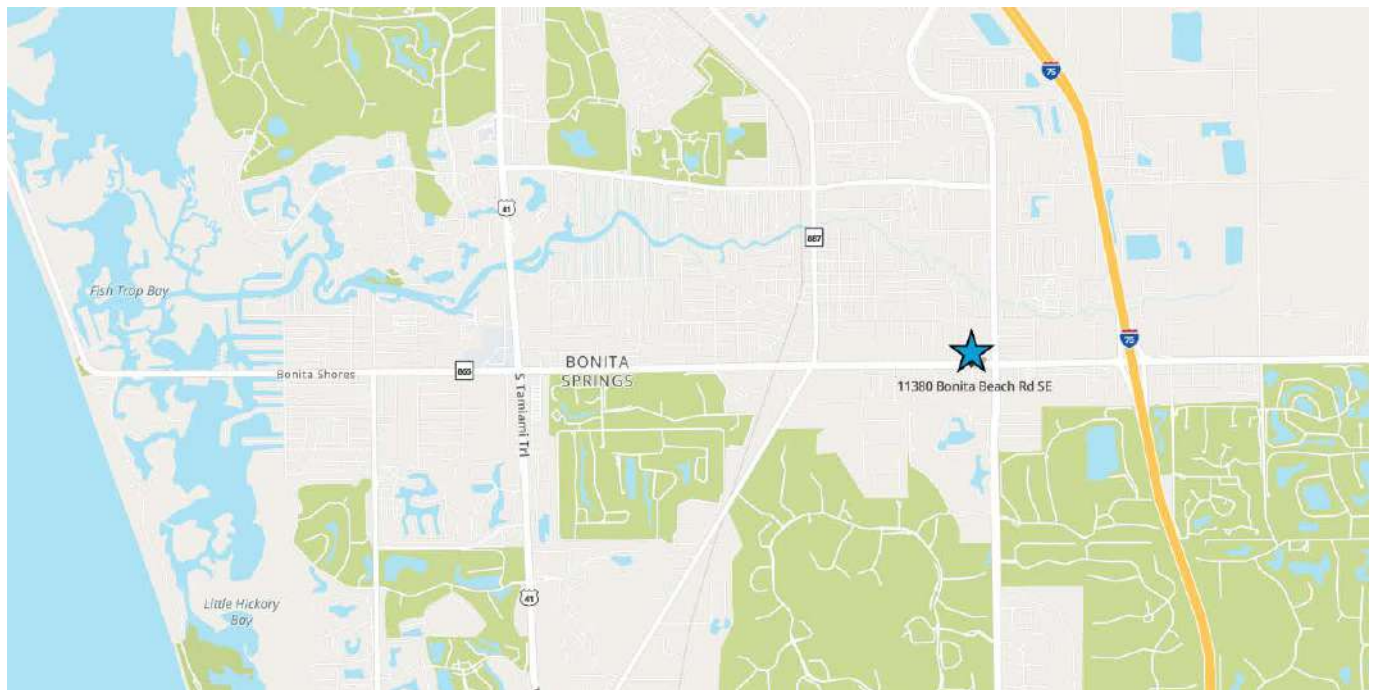 75
41
887
Fish Trap Bay
75
865
Bonita Shores
BONITA
SPRINGS
11380 Bonita Beach Rd SE
S Tamiami Trl
41
Little Hickory
Bay